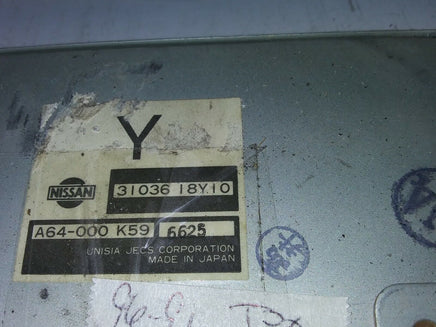 Y
NISSAN
31036 18Y10
A64-000 K59 6625
UNISIA JECS CORPORATION
MADE IN JAPAN